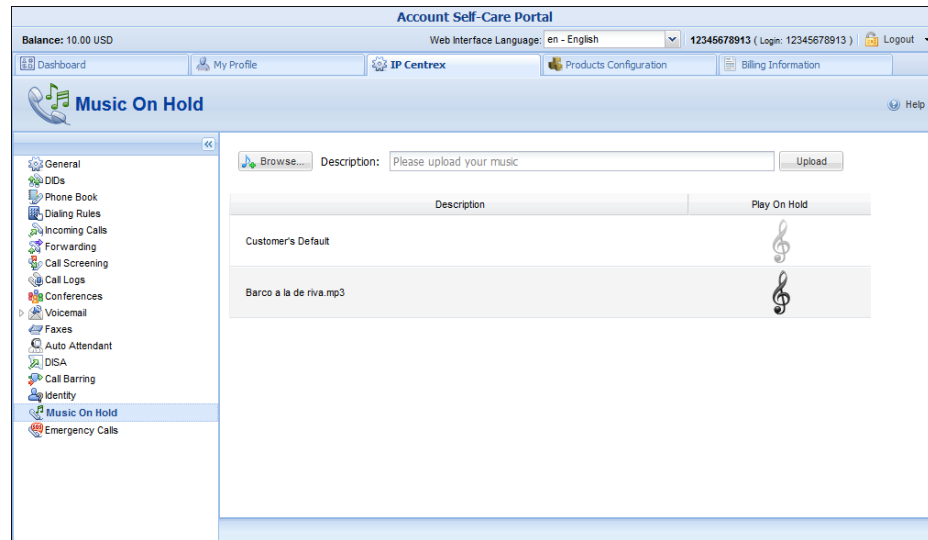 Account Self-Care Portal
Balance: 10.00 USD
Web Interface Language: en - English
12345678913 ( Login: 12345678913 )
Logout
Dashboard
My Profile
IP Centrex
Products Configuration
Billing Information
Music On Hold
Help
General
DIDs
Phone Book
Dialing Rules
Incoming Calls
Forwarding
Call Screening
Call Logs
Conferences
Voicemail
Faxes
Auto Attendant
DISA
Call Barring
Identity
Music On Hold
Emergency Calls
Browse... Description: Please upload your music Upload
Description Play On Hold
Customer's Default
Barco a la de riva.mp3